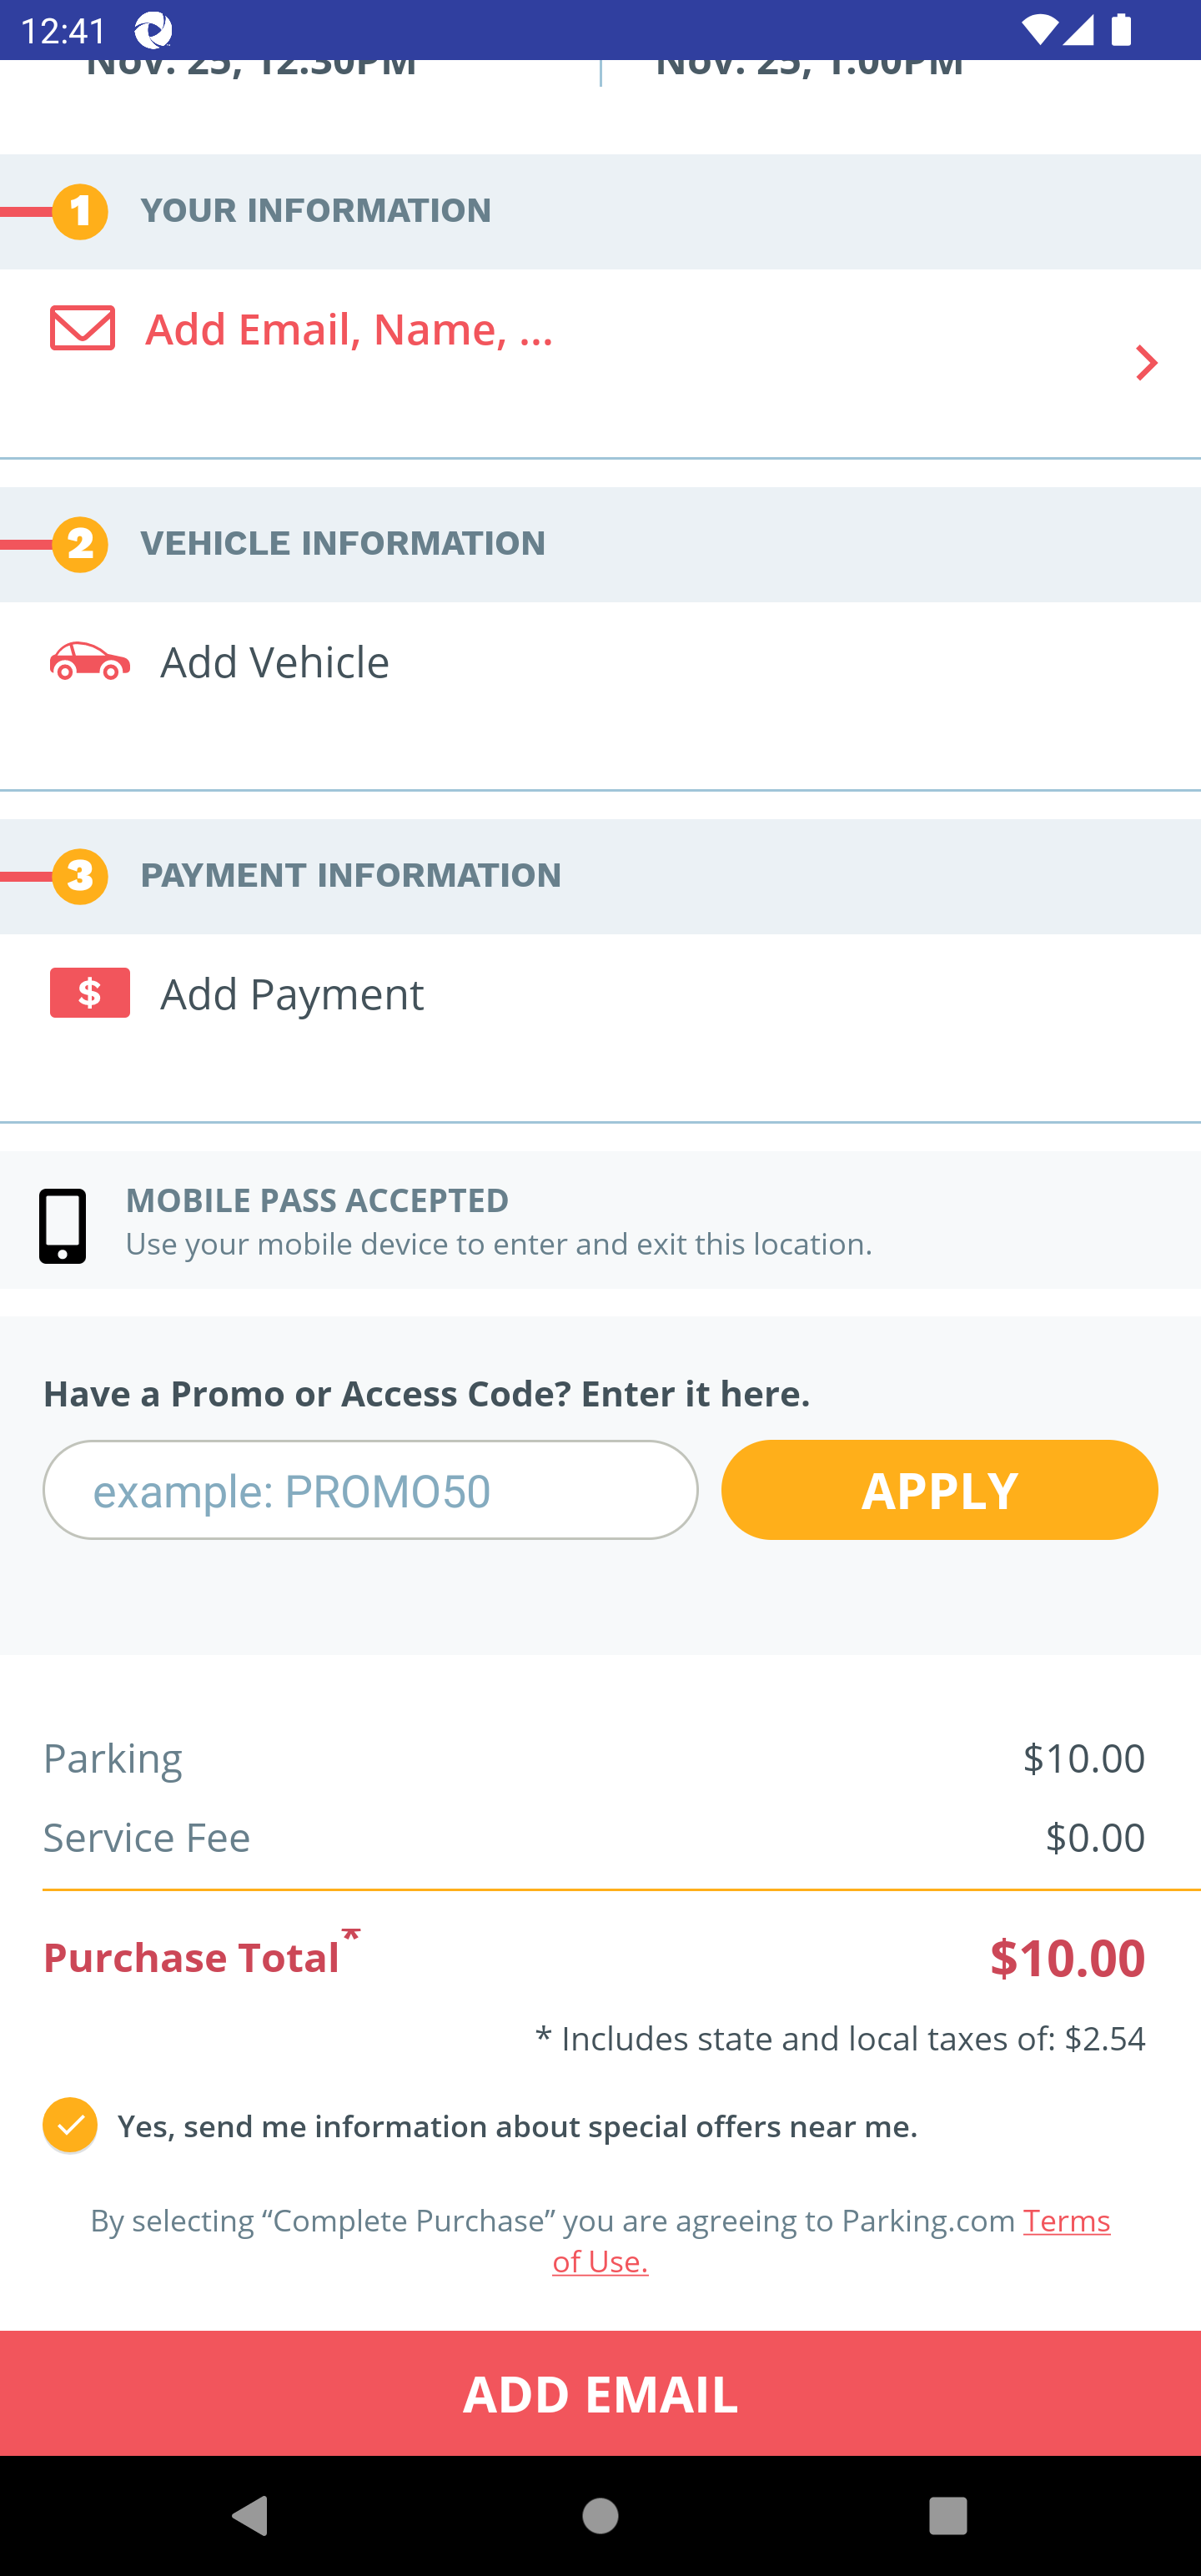 12:41
Nov. 25, 12:30PM
Nov. 25, 1:00PM
1 YOUR INFORMATION
Add Email, Name, ...
2 VEHICLE INFORMATION
Add Vehicle
3 PAYMENT INFORMATION
$ Add Payment
MOBILE PASS ACCEPTED
Use your mobile device to enter and exit this location.
Have a Promo or Access Code? Enter it here.
example: PROMO50
APPLY
Parking $10.00
Service Fee $0.00
Purchase Total* $10.00
* Includes state and local taxes of: $2.54
Yes, send me information about special offers near me.
By selecting “Complete Purchase” you are agreeing to Parking.com Terms
of Use.
ADD EMAIL